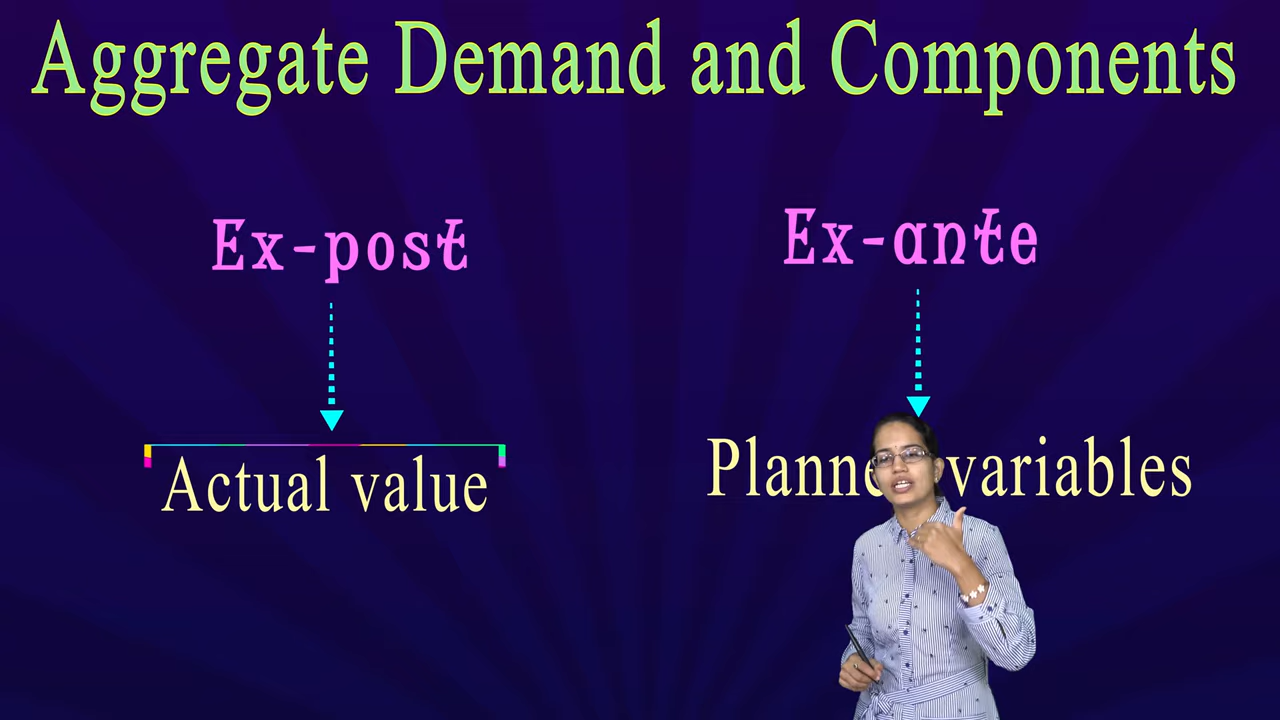 Aggregate Demand and Components
Ex-post
Ex-ante
Actual value
variables